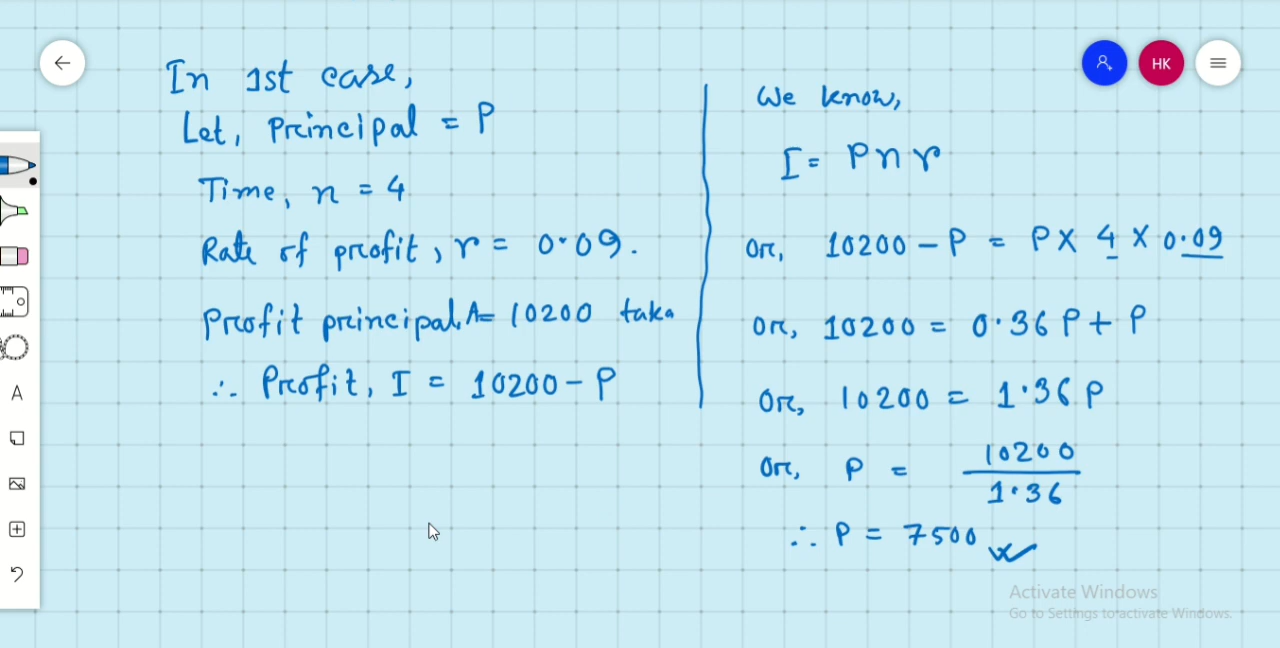 In 1st case,
Let, Principal = P
Time, n = 4
Rate of profit, r = 0.09.
Profit principal, A= 10200 taka
∴ Profit, I = 10200 - P
We know,
I = Pnr
Or, 10200 - P = P × 4 × 0.09
Or, 10200 = 0.36 P + P
Or, 10200 = 1.36 P
Or, P = 10200/1.36
∴ P = 7500
HK
A
Activate Windows
Go to Settings to activate Windows.